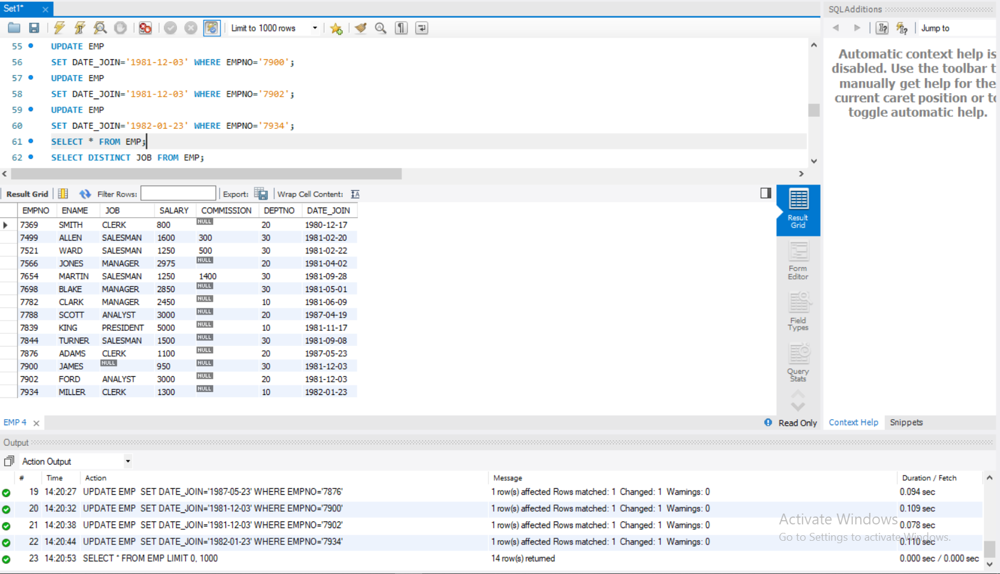 Set1*
SQLAdditions
Limit to 1000 rows
Jump to
55 UPDATE EMP
56 SET DATE_JOIN='1981-12-03' WHERE EMPNO='7900';
57 UPDATE EMP
58 SET DATE_JOIN='1981-12-03' WHERE EMPNO='7902';
59 UPDATE EMP
60 SET DATE_JOIN='1982-01-23' WHERE EMPNO='7934';
61 SELECT * FROM EMP;
62 SELECT DISTINCT JOB FROM EMP;
Automatic context help is
disabled. Use the toolbar t
manually get help for the
current caret position or to
toggle automatic help.
Result Grid Filter Rows: Export: Wrap Cell Content: IA
EMPNO ENAME JOB SALARY COMMISSION DEPTNO DATE_JOIN
7369 SMITH CLERK 800 NULL 20 1980-12-17
7499 ALLEN SALESMAN 1600 300 30 1981-02-20
7521 WARD SALESMAN 1250 500 30 1981-02-22
7566 JONES MANAGER 2975 NULL 20 1981-04-02
7654 MARTIN SALESMAN 1250 1400 30 1981-09-28
7698 BLAKE MANAGER 2850 NULL 30 1981-05-01
7782 CLARK MANAGER 2450 NULL 10 1981-06-09
7788 SCOTT ANALYST 3000 NULL 20 1987-04-19
7839 KING PRESIDENT 5000 NULL 10 1981-11-17
7844 TURNER SALESMAN 1500 NULL 30 1981-09-08
7876 ADAMS CLERK 1100 NULL 20 1987-05-23
7900 JAMES NULL 950 NULL 30 1981-12-03
7902 FORD ANALYST 3000 NULL 20 1981-12-03
7934 MILLER CLERK 1300 NULL 10 1982-01-23
Result
Grid
Form
Editor
Field
Types
Query
Stats
EMP 4
Read Only
Context Help Snippets
Output
Action Output
# Time Action Message Duration / Fetch
19 14:20:27 UPDATE EMP SET DATE_JOIN='1987-05-23' WHERE EMPNO='7876' 1 row(s) affected Rows matched: 1 Changed: 1 Warnings: 0 0.094 sec
20 14:20:32 UPDATE EMP SET DATE_JOIN='1981-12-03' WHERE EMPNO='7900' 1 row(s) affected Rows matched: 1 Changed: 1 Warnings: 0 0.109 sec
21 14:20:38 UPDATE EMP SET DATE_JOIN='1981-12-03' WHERE EMPNO='7902' 1 row(s) affected Rows matched: 1 Changed: 1 Warnings: 0 0.078 sec
22 14:20:44 UPDATE EMP SET DATE_JOIN='1982-01-23' WHERE EMPNO='7934' 1 row(s) affected Rows matched: 1 Changed: 1 Warnings: 0 0.110 sec
23 14:20:53 SELECT * FROM EMP LIMIT 0, 1000 14 row(s) returned 0.000 sec / 0.000 sec
Activate Windows
Go to Settings to activate Windows.